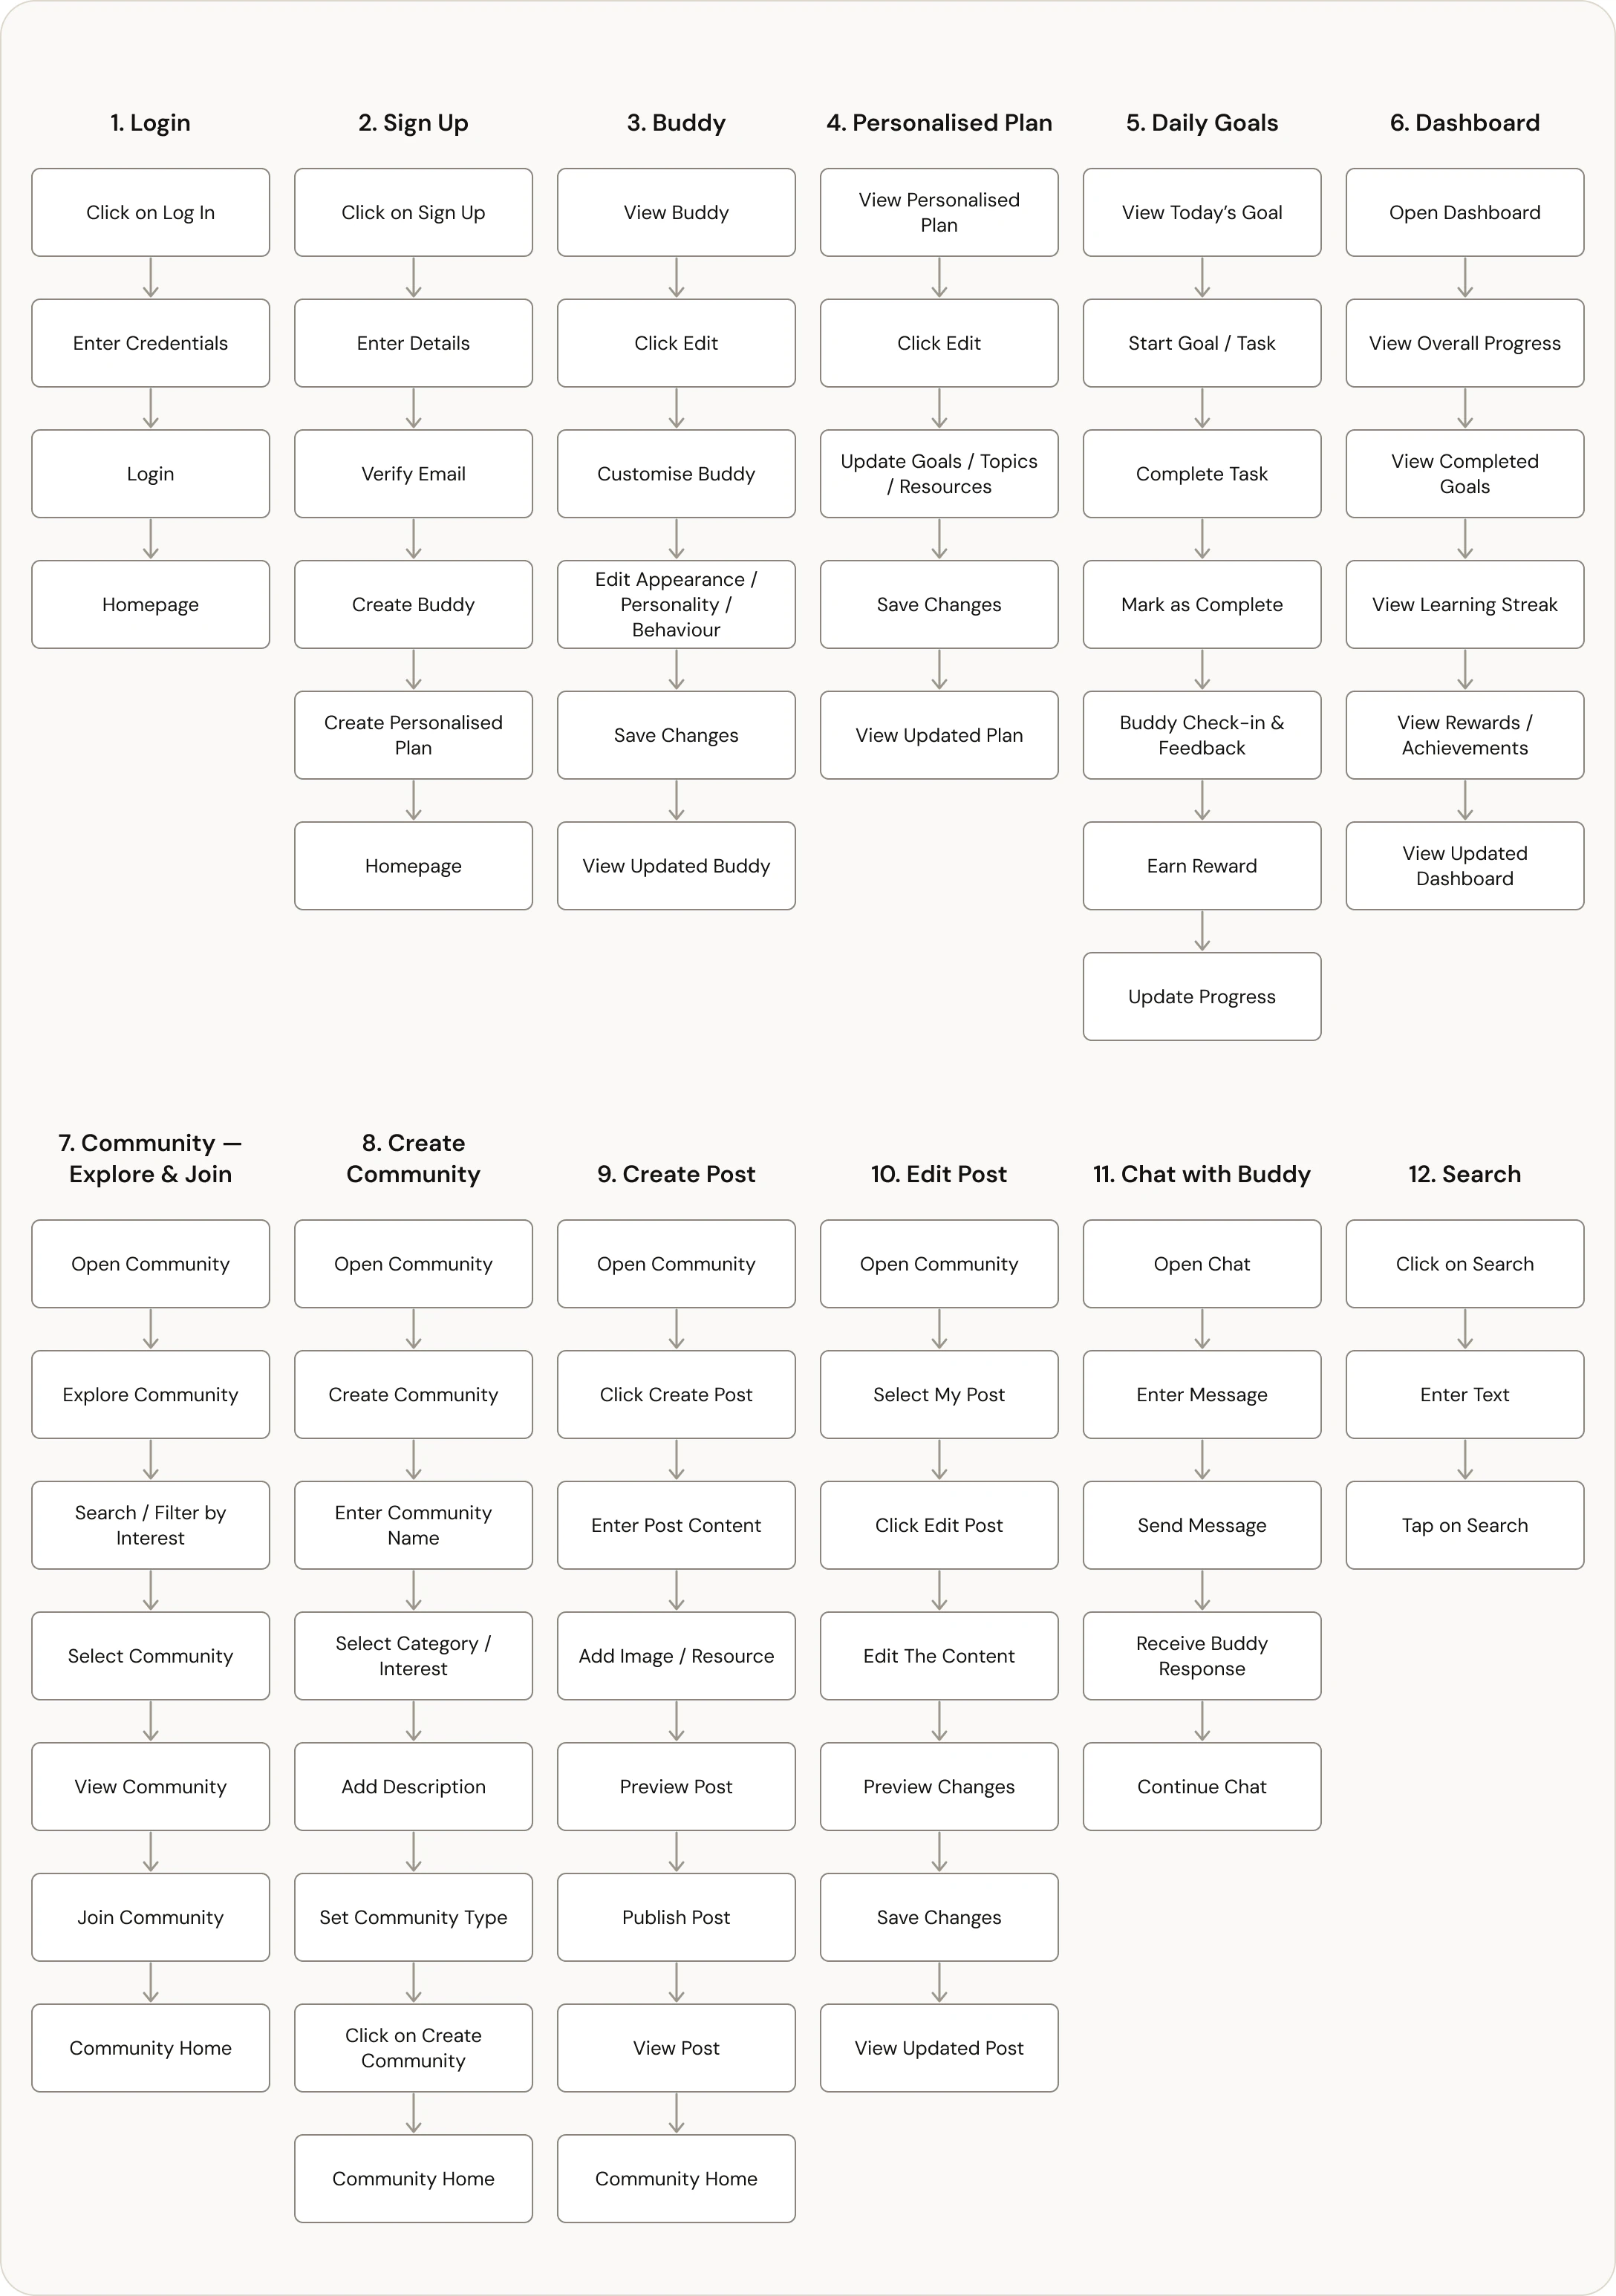 1. Login
Click on Log In
Enter Credentials
Login
Homepage
2. Sign Up
Click on Sign Up
Enter Details
Verify Email
Create Buddy
Create Personalised
Plan
Homepage
3. Buddy
View Buddy
Click Edit
Customise Buddy
Edit Appearance /
Personality /
Behaviour
Save Changes
View Updated Buddy
4. Personalised Plan
View Personalised
Plan
Click Edit
Update Goals / Topics
/ Resources
Save Changes
View Updated Plan
5. Daily Goals
View Today's Goal
Start Goal / Task
Complete Task
Mark as Complete
Buddy Check-in &
Feedback
Earn Reward
Update Progress
6. Dashboard
Open Dashboard
View Overall Progress
View Completed
Goals
View Learning Streak
View Rewards /
Achievements
View Updated
Dashboard
7. Community —
Explore & Join
Open Community
Explore Community
Search / Filter by
Interest
Select Community
View Community
Join Community
Community Home
8. Create
Community
Open Community
Create Community
Enter Community
Name
Select Category /
Interest
Add Description
Set Community Type
Click on Create
Community
Community Home
9. Create Post
Open Community
Click Create Post
Enter Post Content
Add Image / Resource
Preview Post
Publish Post
View Post
Community Home
10. Edit Post
Open Community
Select My Post
Click Edit Post
Edit The Content
Preview Changes
Save Changes
View Updated Post
11. Chat with Buddy
Open Chat
Enter Message
Send Message
Receive Buddy
Response
Continue Chat
12. Search
Click on Search
Enter Text
Tap on Search